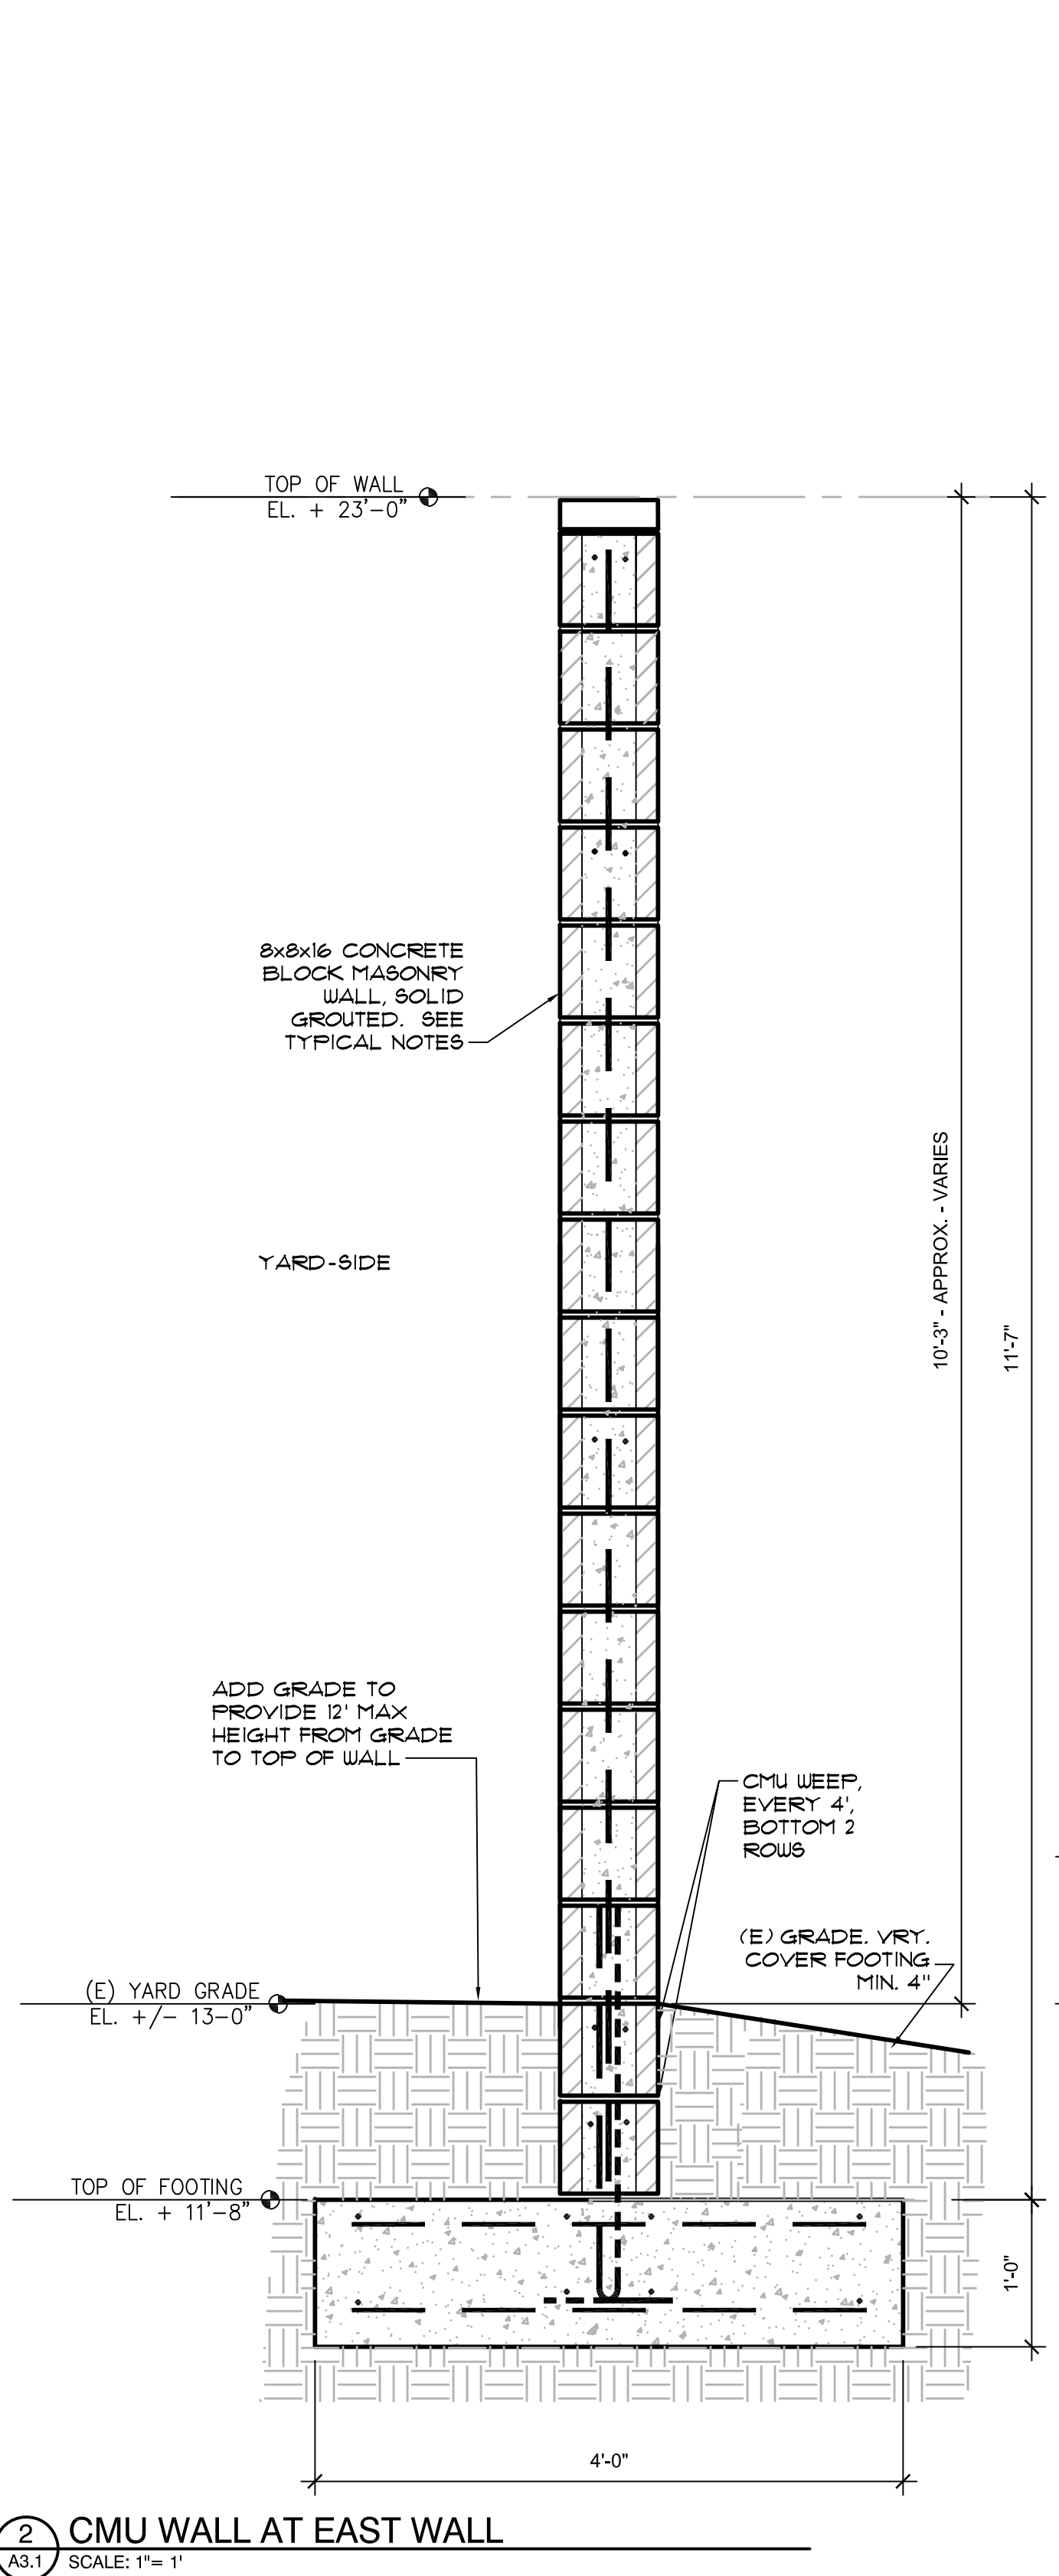 TOP OF WALL
EL. + 23'-0"
8x8x16 CONCRETE
BLOCK MASONRY
WALL, SOLID
GROUTED. SEE
TYPICAL NOTES
10'-3" - APPROX. - VARIES
11'-7"
YARD-SIDE
ADD GRADE TO
PROVIDE 12' MAX
HEIGHT FROM GRADE
TO TOP OF WALL
CMU WEEP,
EVERY 4',
BOTTOM 2
ROWS
(E) GRADE. VRY.
COVER FOOTING
MIN. 4"
(E) YARD GRADE
EL. +/- 13-0"
TOP OF FOOTING
EL. + 11'-8"
1'-0"
4'-0"
2
A3.1
CMU WALL AT EAST WALL
SCALE: 1"= 1'